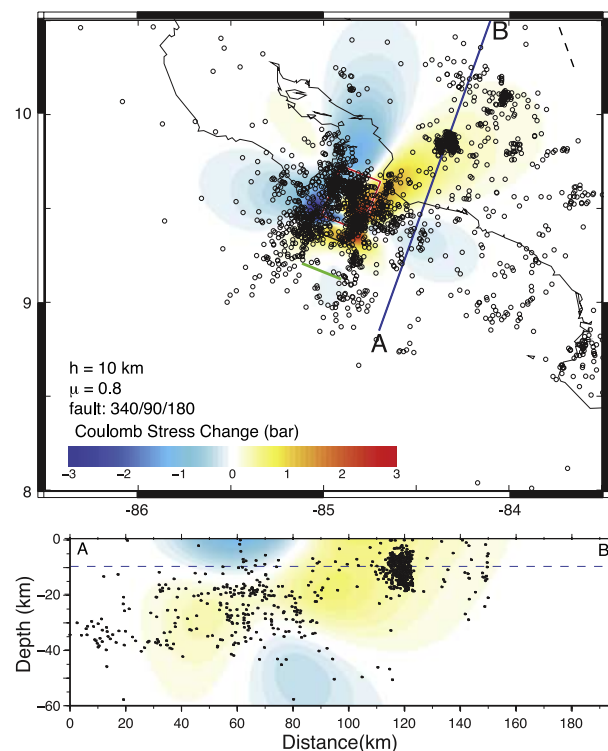 B
10
9
A
h = 10 km
μ = 0.8
fault: 340/90/180
Coulomb Stress Change (bar)
−3 −2 −1 0 1 2 3
8
-86 -85 -84
A B
0
−20
−40
−60
Depth (km)
0 20 40 60 80 100 120 140 160 180
Distance(km)